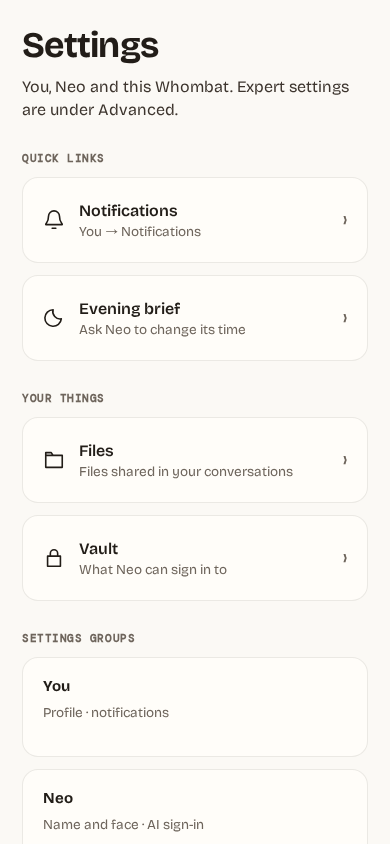 Settings
You, Neo and this Whombat. Expert settings
are under Advanced.
QUICK LINKS
Notifications
You → Notifications
Evening brief
Ask Neo to change its time
YOUR THINGS
Files
Files shared in your conversations
Vault
What Neo can sign in to
SETTINGS GROUPS
You
Profile · notifications
Neo
Name and face · AI sign-in